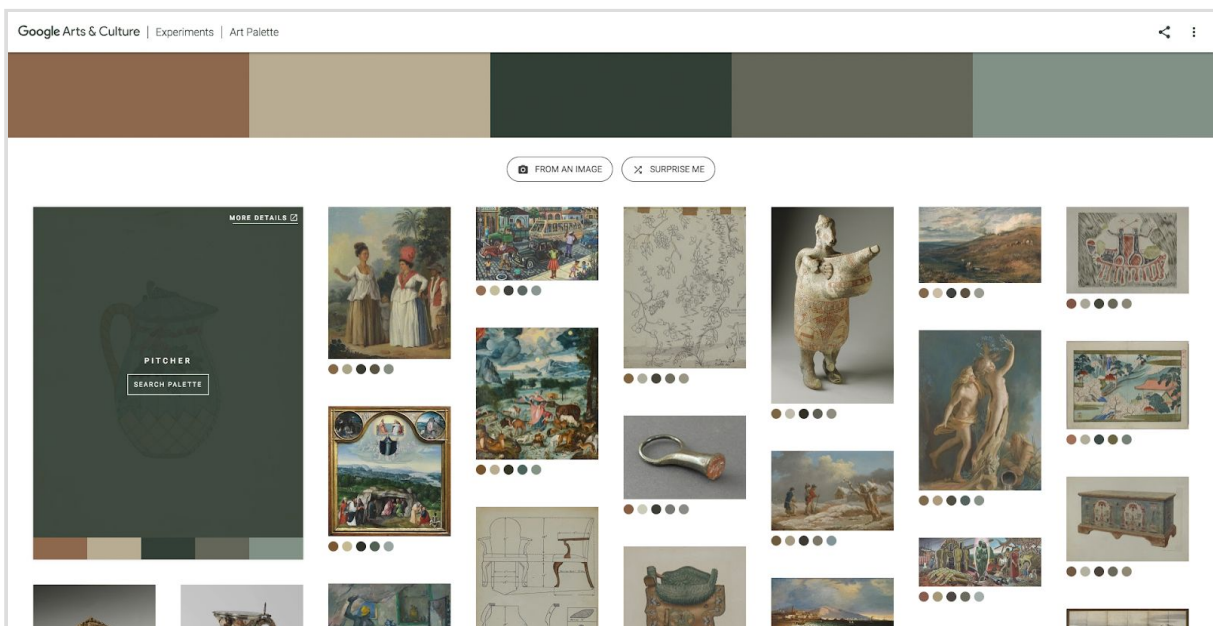 Google Arts & Culture | Experiments | Art Palette
FROM AN IMAGE
SURPRISE ME
MORE DETAILS
PITCHER
SEARCH PALETTE